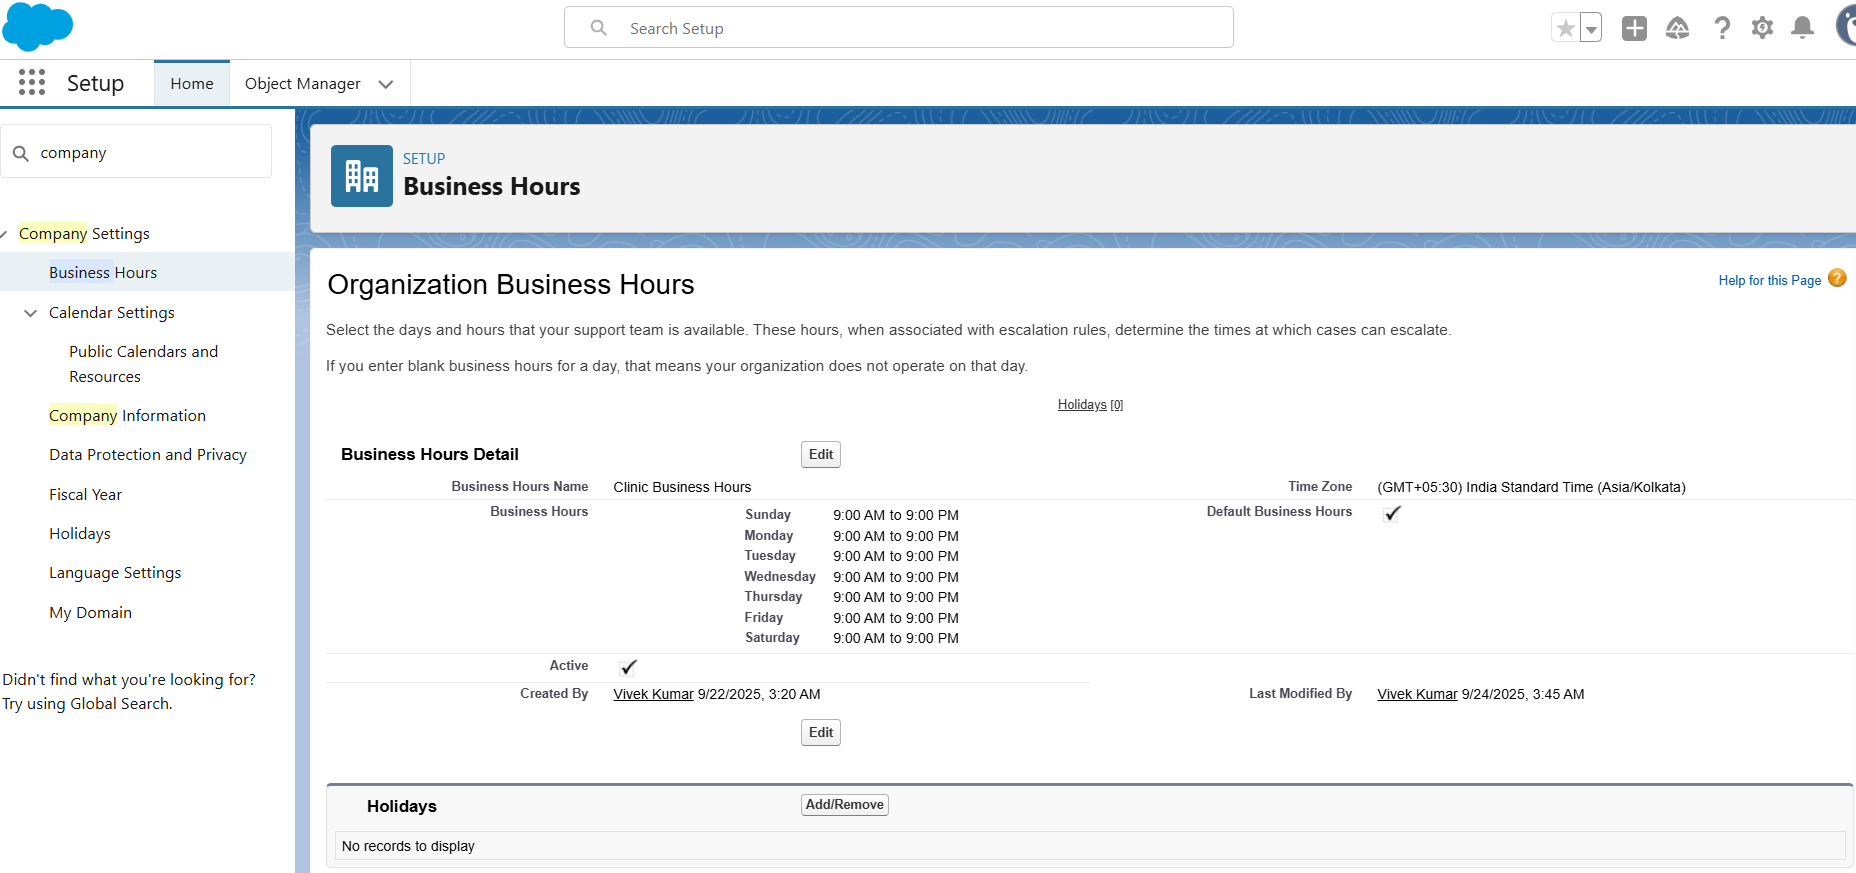 Search Setup
Setup
Home
Object Manager
company
Company Settings
Business Hours
Calendar Settings
Public Calendars and
Resources
Company Information
Data Protection and Privacy
Fiscal Year
Holidays
Language Settings
My Domain
Didn't find what you're looking for?
Try using Global Search.
SETUP
Business Hours
Organization Business Hours
Help for this Page ?
Select the days and hours that your support team is available. These hours, when associated with escalation rules, determine the times at which cases can escalate.
If you enter blank business hours for a day, that means your organization does not operate on that day.
Holidays [0]
Business Hours Detail Edit
Business Hours Name Clinic Business Hours Time Zone (GMT+05:30) India Standard Time (Asia/Kolkata)
Business Hours Default Business Hours
Sunday 9:00 AM to 9:00 PM
Monday 9:00 AM to 9:00 PM
Tuesday 9:00 AM to 9:00 PM
Wednesday 9:00 AM to 9:00 PM
Thursday 9:00 AM to 9:00 PM
Friday 9:00 AM to 9:00 PM
Saturday 9:00 AM to 9:00 PM
Active
Created By Vivek Kumar 9/22/2025, 3:20 AM Last Modified By Vivek Kumar 9/24/2025, 3:45 AM
Edit
Holidays Add/Remove
No records to display